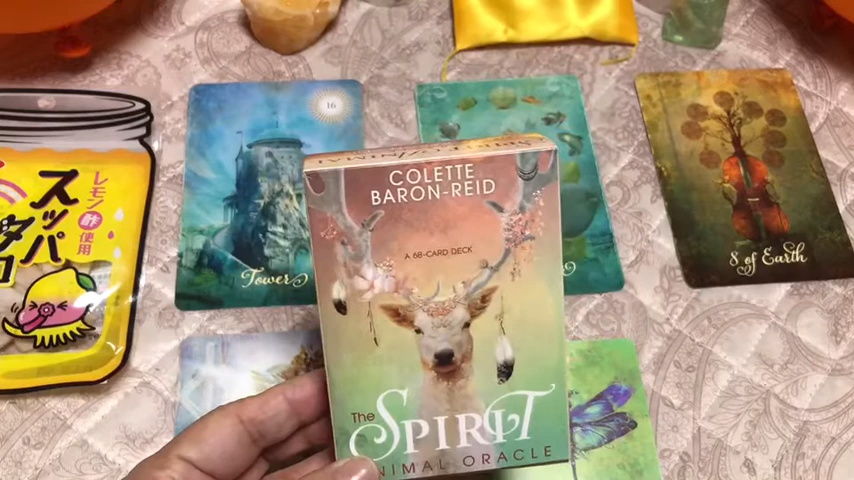 16
Tower
COLETTE
BARON-REID
A 68-CARD DECK
The SPIRIT
NIMAL ORACLE
8 of Earth
レモン
酢
使用
スッパ